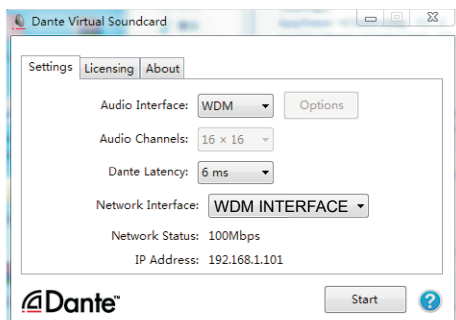 Dante Virtual Soundcard
Settings Licensing About
Audio Interface: WDM Options
Audio Channels: 16 × 16
Dante Latency: 6 ms
Network Interface: WDM INTERFACE
Network Status: 100Mbps
IP Address: 192.168.1.101
Dante™ Start ?